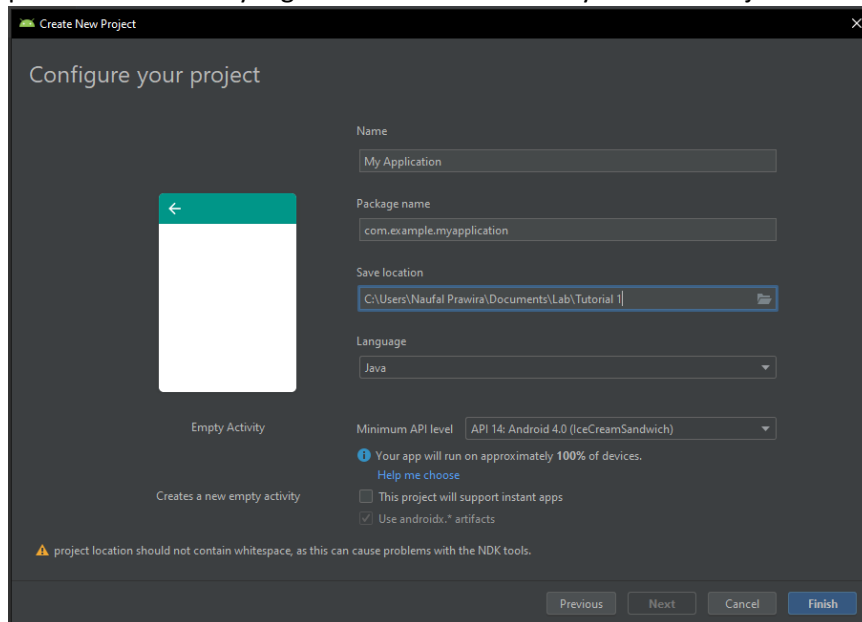 Create New Project
Configure your project
Name
My Application
Package name
com.example.myapplication
Save location
C:\Users\Naufal Prawira\Documents\Lab\Tutorial 1
Language
Java
Empty Activity
Minimum API level API 14: Android 4.0 (IceCreamSandwich)
Your app will run on approximately 100% of devices.
Help me choose
Creates a new empty activity
This project will support instant apps
Use androidx.* artifacts
project location should not contain whitespace, as this can cause problems with the NDK tools.
Previous Next Cancel Finish